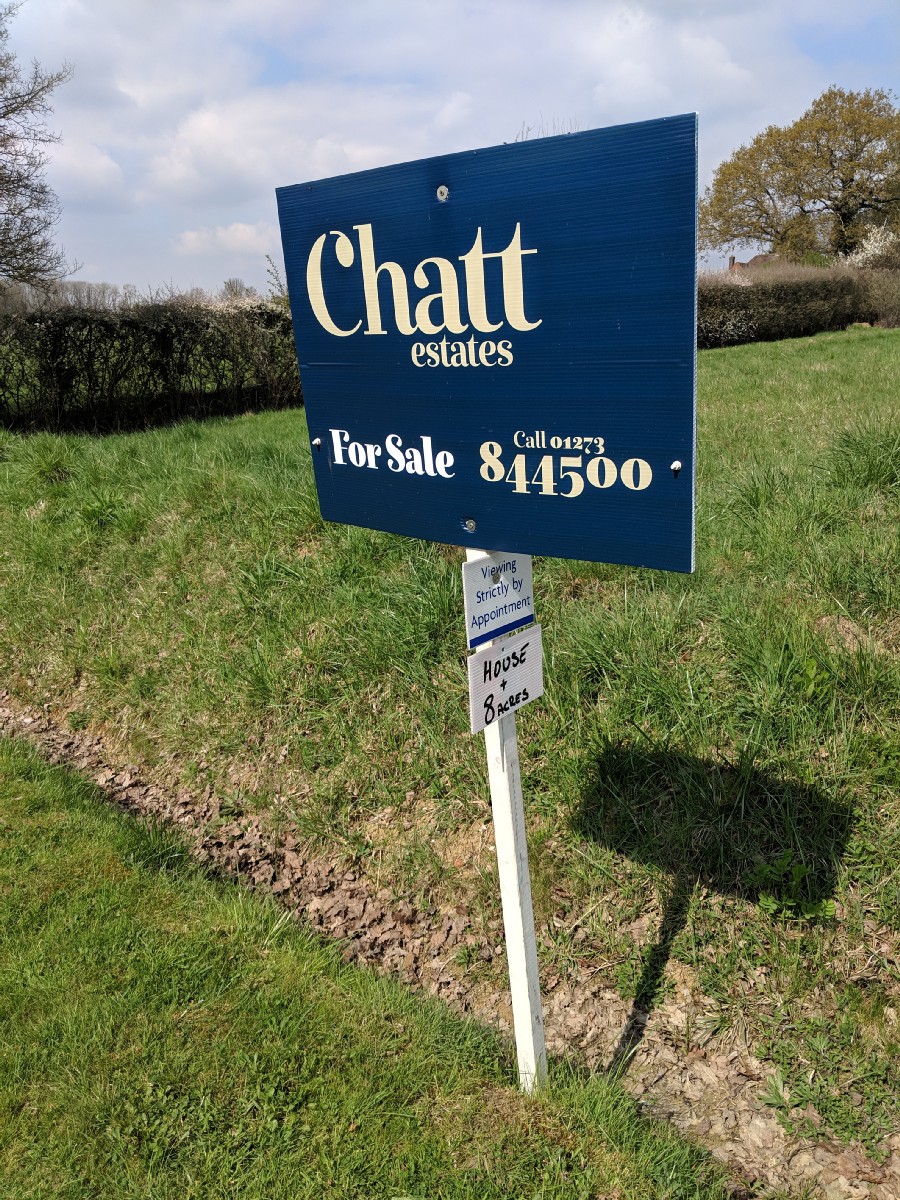 Chatt
estates
For Sale
Call 01273
844500
Viewing
Strictly by
Appointment
HOUSE
+
8 ACRES